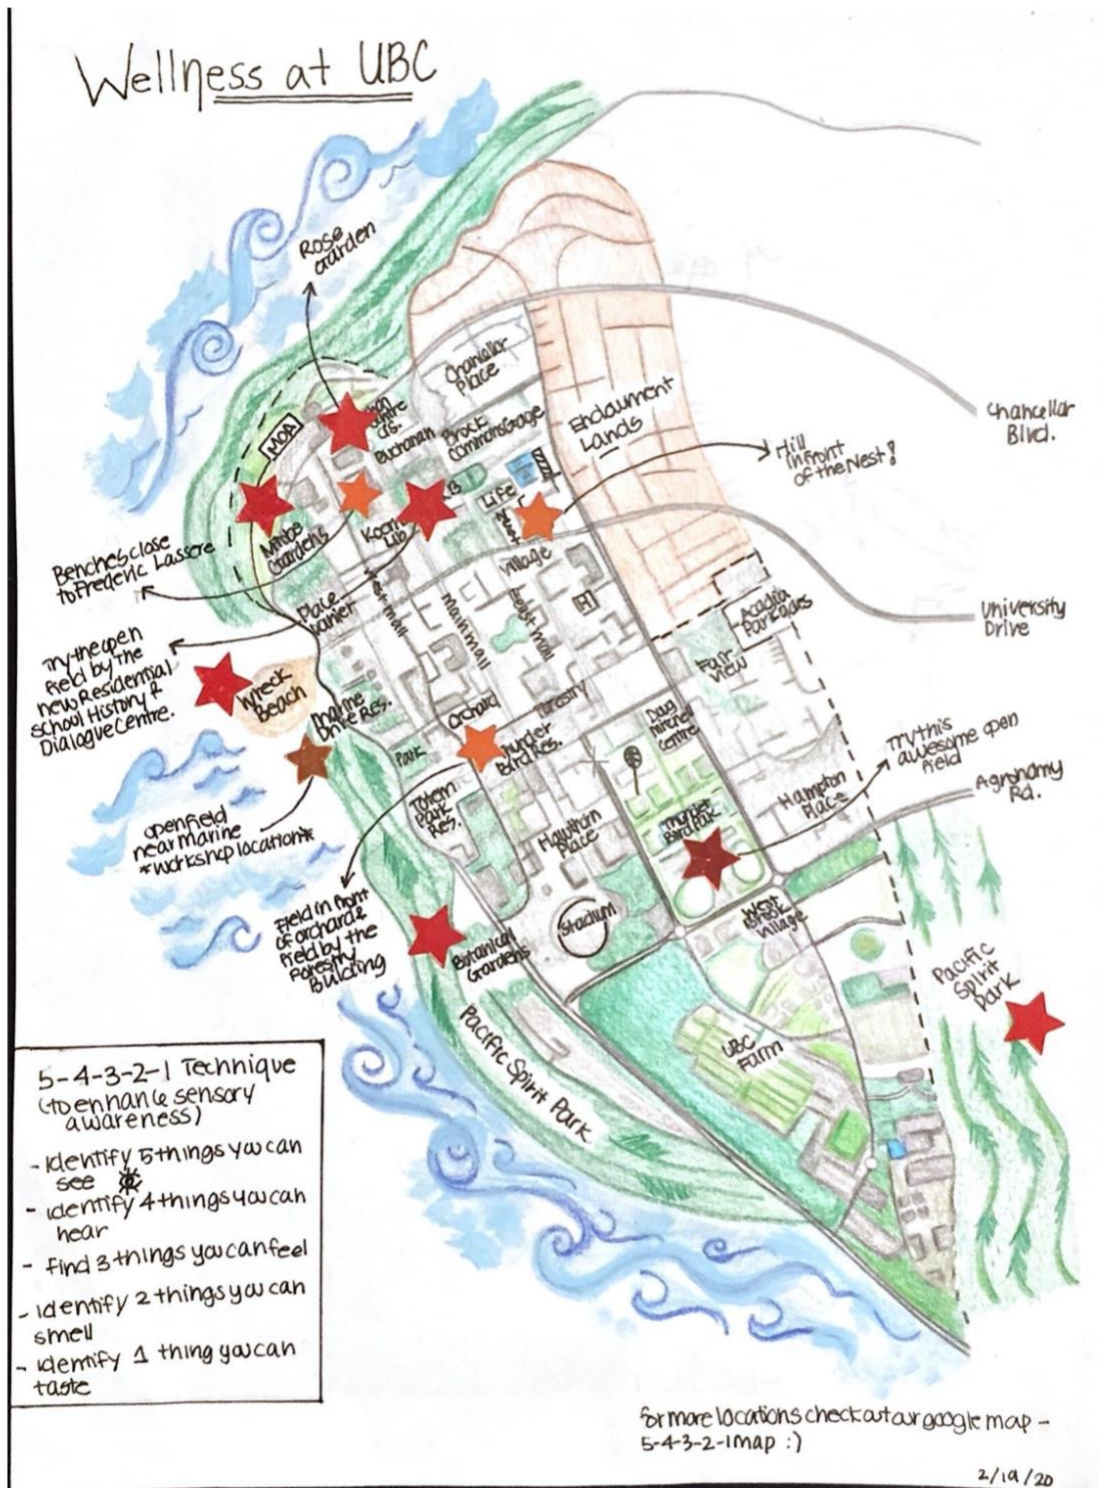 Wellness at UBC
Rose
Garden
Chancellor
Place
MOA
Buchanan
Brock
Commons
Endowment
Lands
Chancellor
Blvd.
Hill
in front
of the Nest!
Life
Nitobe
Gardens
Lib
Village
Benches close
to Frederic Lassere
Place
Vanier
West mall
Main mall
East mall
H
Acadia
Park
University
Drive
Try the open
field by the
new Residential
School History &
Dialogue Centre.
Wreck
Beach
Marine
Drive Res.
Fair
view
Orchard
Forestry
Doug
Mitchell
Centre
Try this
awesome open
field
Park
Thunder
Bird Res.
Agronomy
Rd.
Totem
Park
Res.
Hampton
Place
open field
near marine
*workshop location*
Hawthorn
Place
Thunder
Bird Park
Field in front
of orchard &
field by the
Forestry
Building
Stadium
West
Brook
Village
Botanical
Gardens
Pacific
Spirit
Park
UBC
Farm
Pacific Spirit Park
5-4-3-2-1 Technique
(to enhance sensory
awareness)
- Identify 5 things you can
see
- identify 4 things you can
hear
- find 3 things you can feel
- identify 2 things you can
smell
- identify 1 thing you can
taste
for more locations check out our google map -
5-4-3-2-1 map :)